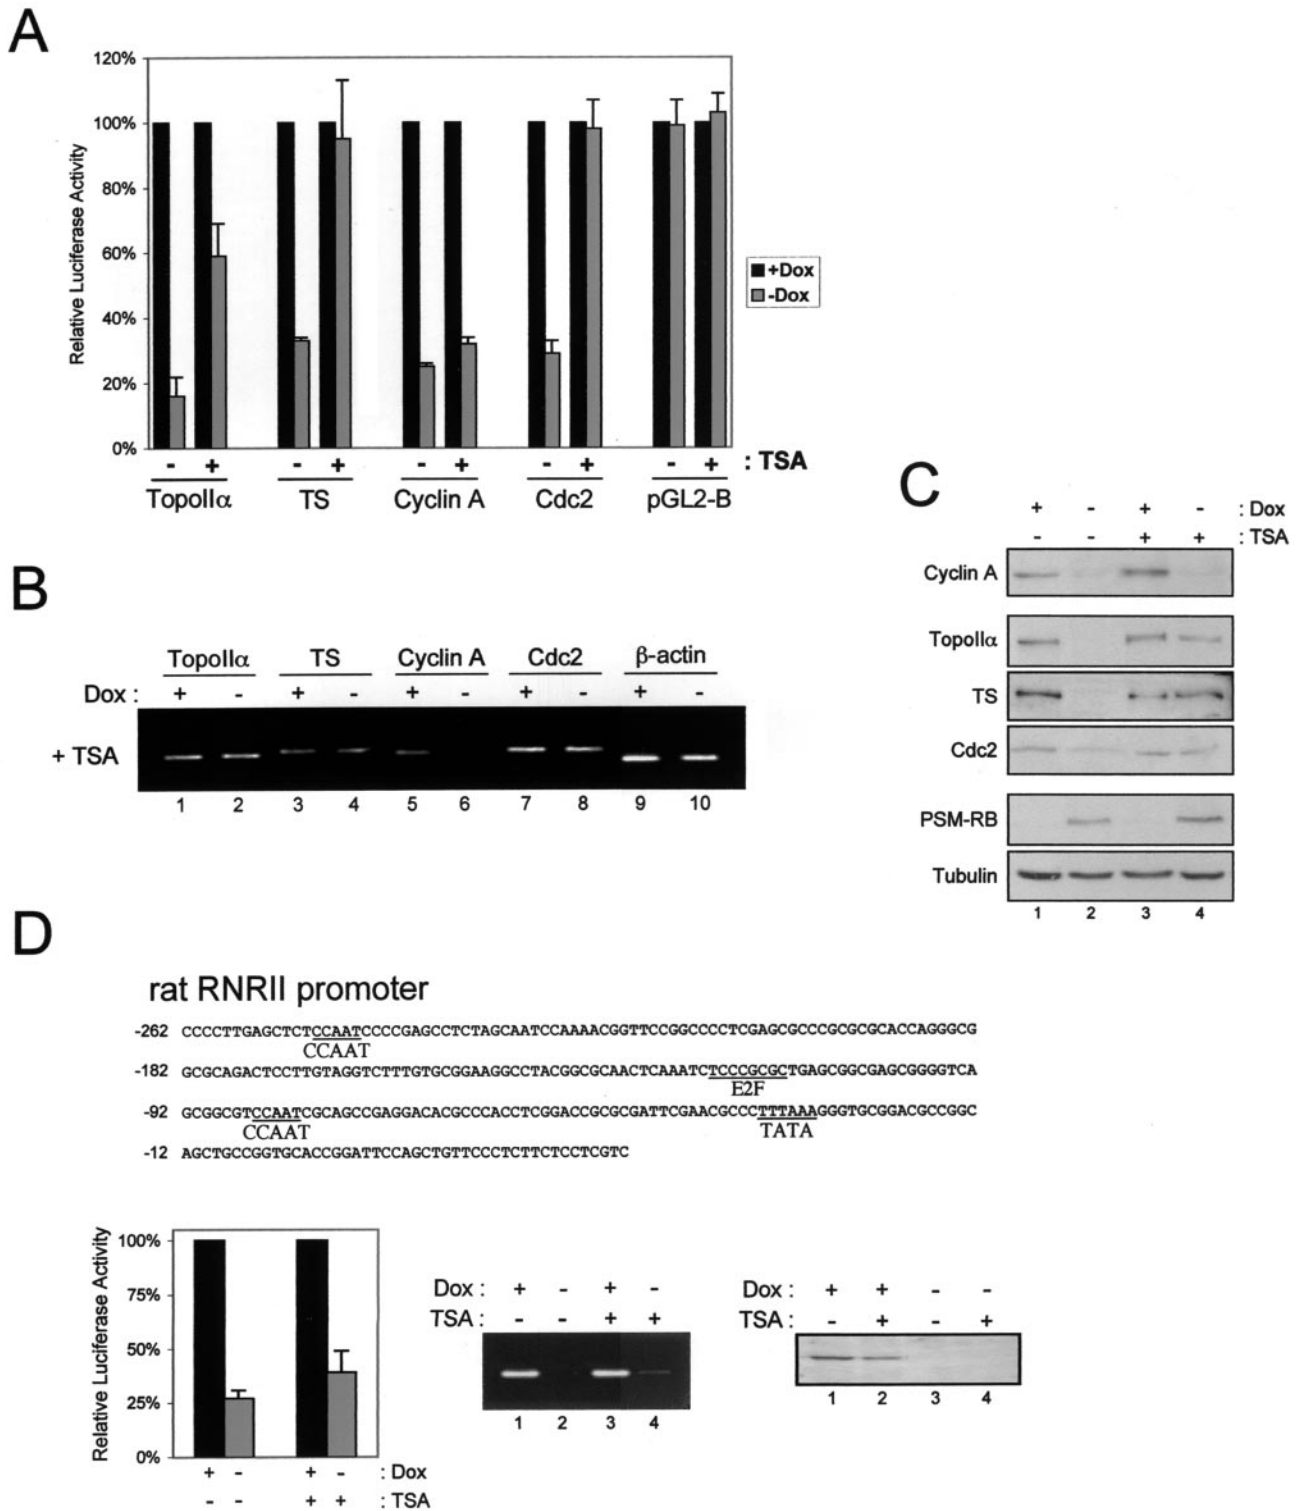 A
120%
100%
80%
60%
40%
20%
0%
Relative Luciferase Activity
+Dox
-Dox
- + - + - + - + - + : TSA
TopoIIα TS Cyclin A Cdc2 pGL2-B
B
TopoIIα TS Cyclin A Cdc2 β-actin
Dox : + - + - + - + - + -
+ TSA
1 2 3 4 5 6 7 8 9 10
C
+ - + - : Dox
- - + + : TSA
Cyclin A
TopoIIα
TS
Cdc2
PSM-RB
Tubulin
1 2 3 4
D
rat RNRII promoter
-262 CCCCTTGAGCTCTCCAATCCCCGAGCCTCTAGCAATCCAAAACGGTTCCGGCCCCTCGAGCGCCCGCGCGCACCAGGGCG
CCAAT
-182 GCGCAGACTCCTTGTAGGTCTTTGTGCGGAAGGCCTACGGCGCAACTCAAATCTCCCGCGCTGAGCGGCGAGCGGGGTCA
E2F
-92 GCGGCGTCCAATCGCAGCCGAGGACACGCCCACCTCGGACCGCGCGATTCGAACGCCCTTTAAAGGGTGCGGACGCCGGC
CCAAT TATA
-12 AGCTGCCGGTGCACCGGATTCCAGCTGTTCCCTCTTCTCCTCGTC
Relative Luciferase Activity
100%
75%
50%
25%
0%
+ - + - : Dox
- - + + : TSA
Dox : + - + -
TSA : - - + +
1 2 3 4
Dox : + + - -
TSA : - + - +
1 2 3 4